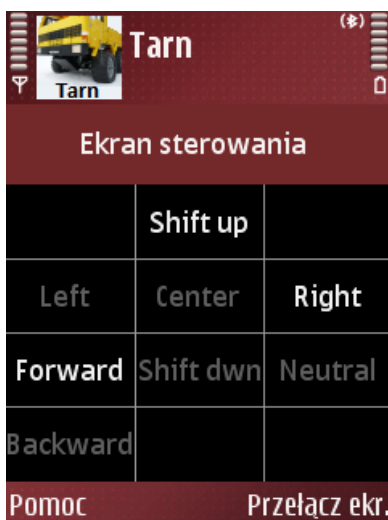 Tarn
Tarn
Ekran sterowania
Shift up
Left Center Right
Forward Shift dwn Neutral
Backward
Pomoc Przełącz ekr.